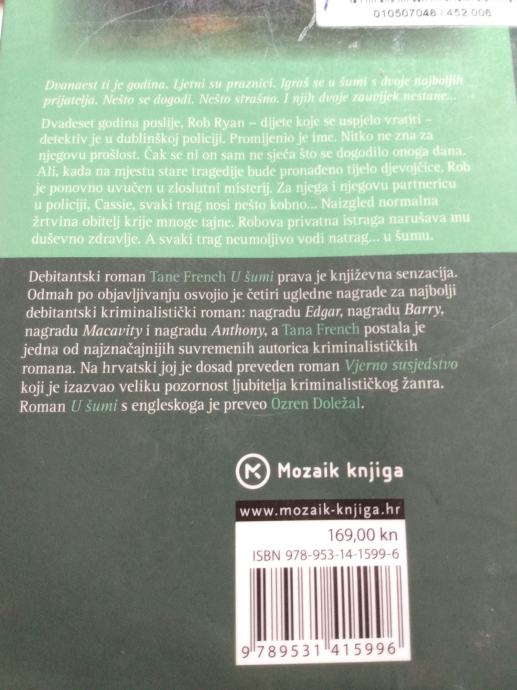 010507046 / 452 006
Dvanaest ti je godina. Ljetni su praznici. Igraš se u šumi s dvoje najboljih
prijatelja. Nešto se dogodi. Nešto strašno. I njih dvoje zauvijek nestane...
Dvadeset godina poslije, Rob Ryan – dijete koje se uspjelo vratiti –
detektiv je u dublinškoj policiji. Promijenio je ime. Nitko ne zna za
njegovu prošlost. Čak se ni on sam ne sjeća što se dogodilo onoga dana.
Ali, kada na mjestu stare tragedije bude pronađeno tijelo djevojčice, Rob
je ponovno uvučen u zloslutni misterij. Za njega i njegovu partnericu
u policiji, Cassie, svaki trag nosi nešto kobno... Naizgled normalna
žrtvina obitelj krije mnoge tajne. Robova privatna istraga narušava mu
duševno zdravlje. A svaki trag neumoljivo vodi natrag... u šumu.
Debitantski roman Tane French U šumi prava je književna senzacija.
Odmah po objavljivanju osvojio je četiri ugledne nagrade za najbolji
debitantski kriminalistički roman: nagradu Edgar, nagradu Barry,
nagradu Macavity i nagradu Anthony, a Tana French postala je
jedna od najznačajnijih suvremenih autorica kriminalističkih
romana. Na hrvatski joj je dosad preveden roman Vjerno susjedstvo
koji je izazvao veliku pozornost ljubitelja kriminalističkog žanra.
Roman U šumi s engleskoga je preveo Ozren Doležal.
Mozaik knjiga
www.mozaik-knjiga.hr
169,00 kn
ISBN 978-953-14-1599-6
9 789531 415996